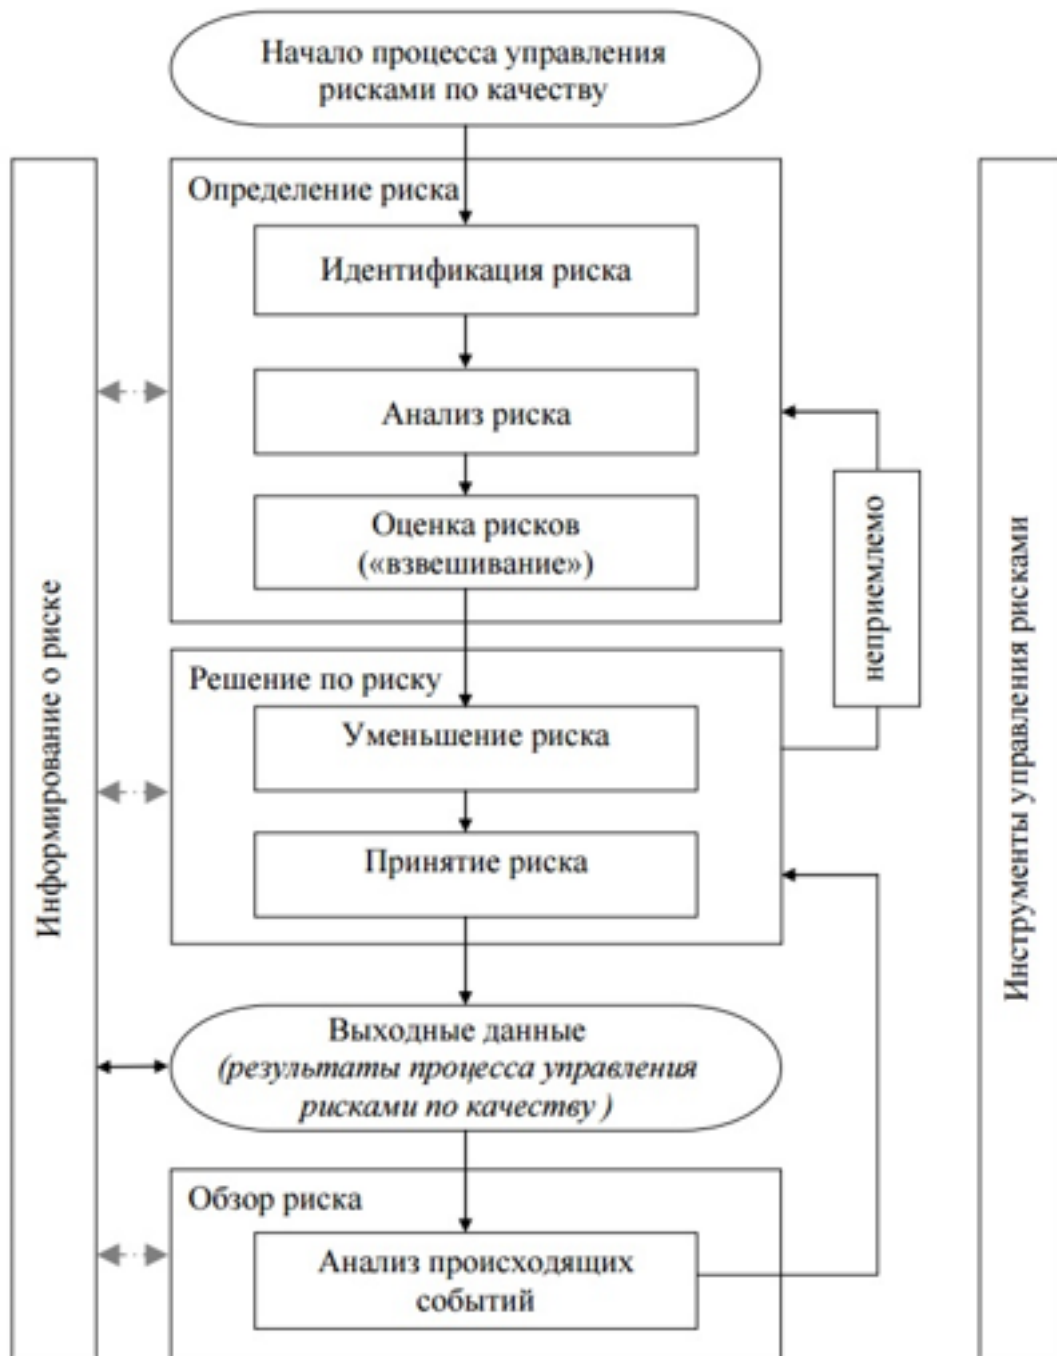 Начало процесса управления
рисками по качеству
Определение риска
Идентификация риска
Анализ риска
Оценка рисков
(«взвешивание»)
неприемлемо
Решение по риску
Уменьшение риска
Принятие риска
Выходные данные
(результаты процесса управления
рисками по качеству )
Обзор риска
Анализ происходящих
событий
Информирование о риске
Инструменты управления рисками